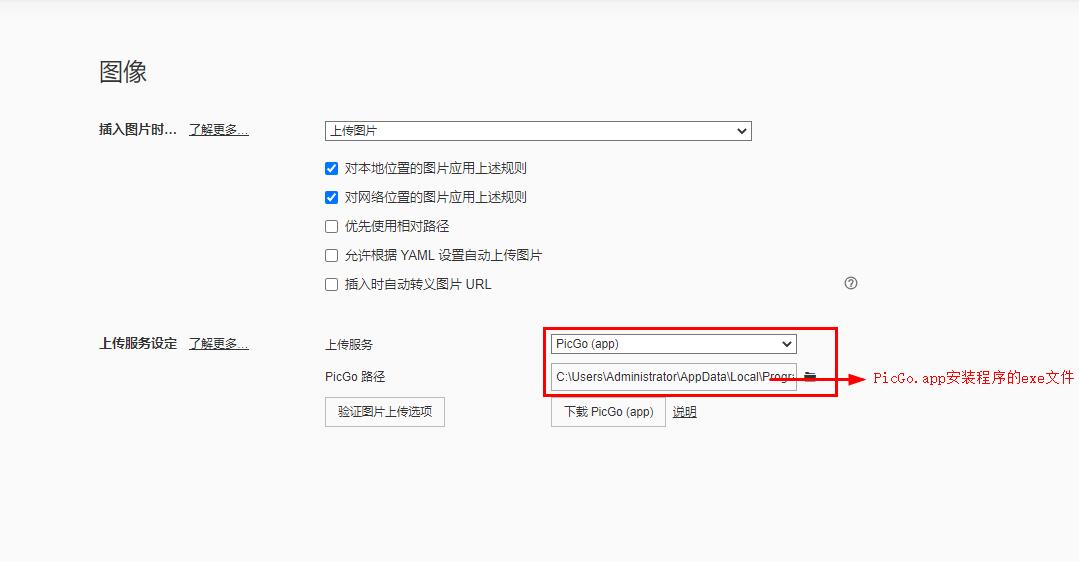 图像
插入图片时... 了解更多...
上传图片
对本地位置的图片应用上述规则
对网络位置的图片应用上述规则
优先使用相对路径
允许根据 YAML 设置自动上传图片
插入时自动转义图片 URL
上传服务设定 了解更多...
上传服务 PicGo (app)
PicGo 路径 C:\Users\Administrator\AppData\Local\Progra PicGo.app安装程序的exe文件
验证图片上传选项 下载 PicGo (app) 说明